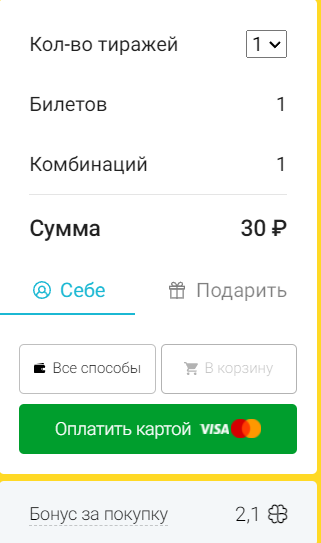 Кол-во тиражей 1
Билетов 1
Комбинаций 1
Сумма 30 ₽
Себе Подарить
Все способы В корзину
Оплатить картой VISA
Бонус за покупку 2,1